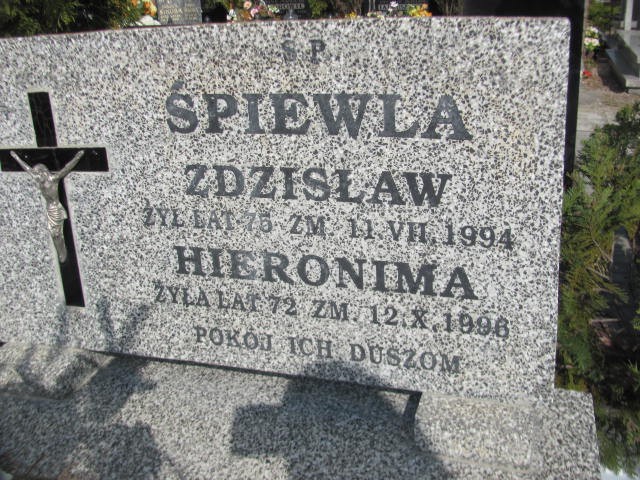 Ś P
ŚPIEWLA
ZDZISŁAW
ŻYŁ LAT 75 ZM. 11.VII.1994
HIERONIMA
ŻYŁA LAT 72 ZM. 12.X.1996
POKÓJ ICH DUSZOM